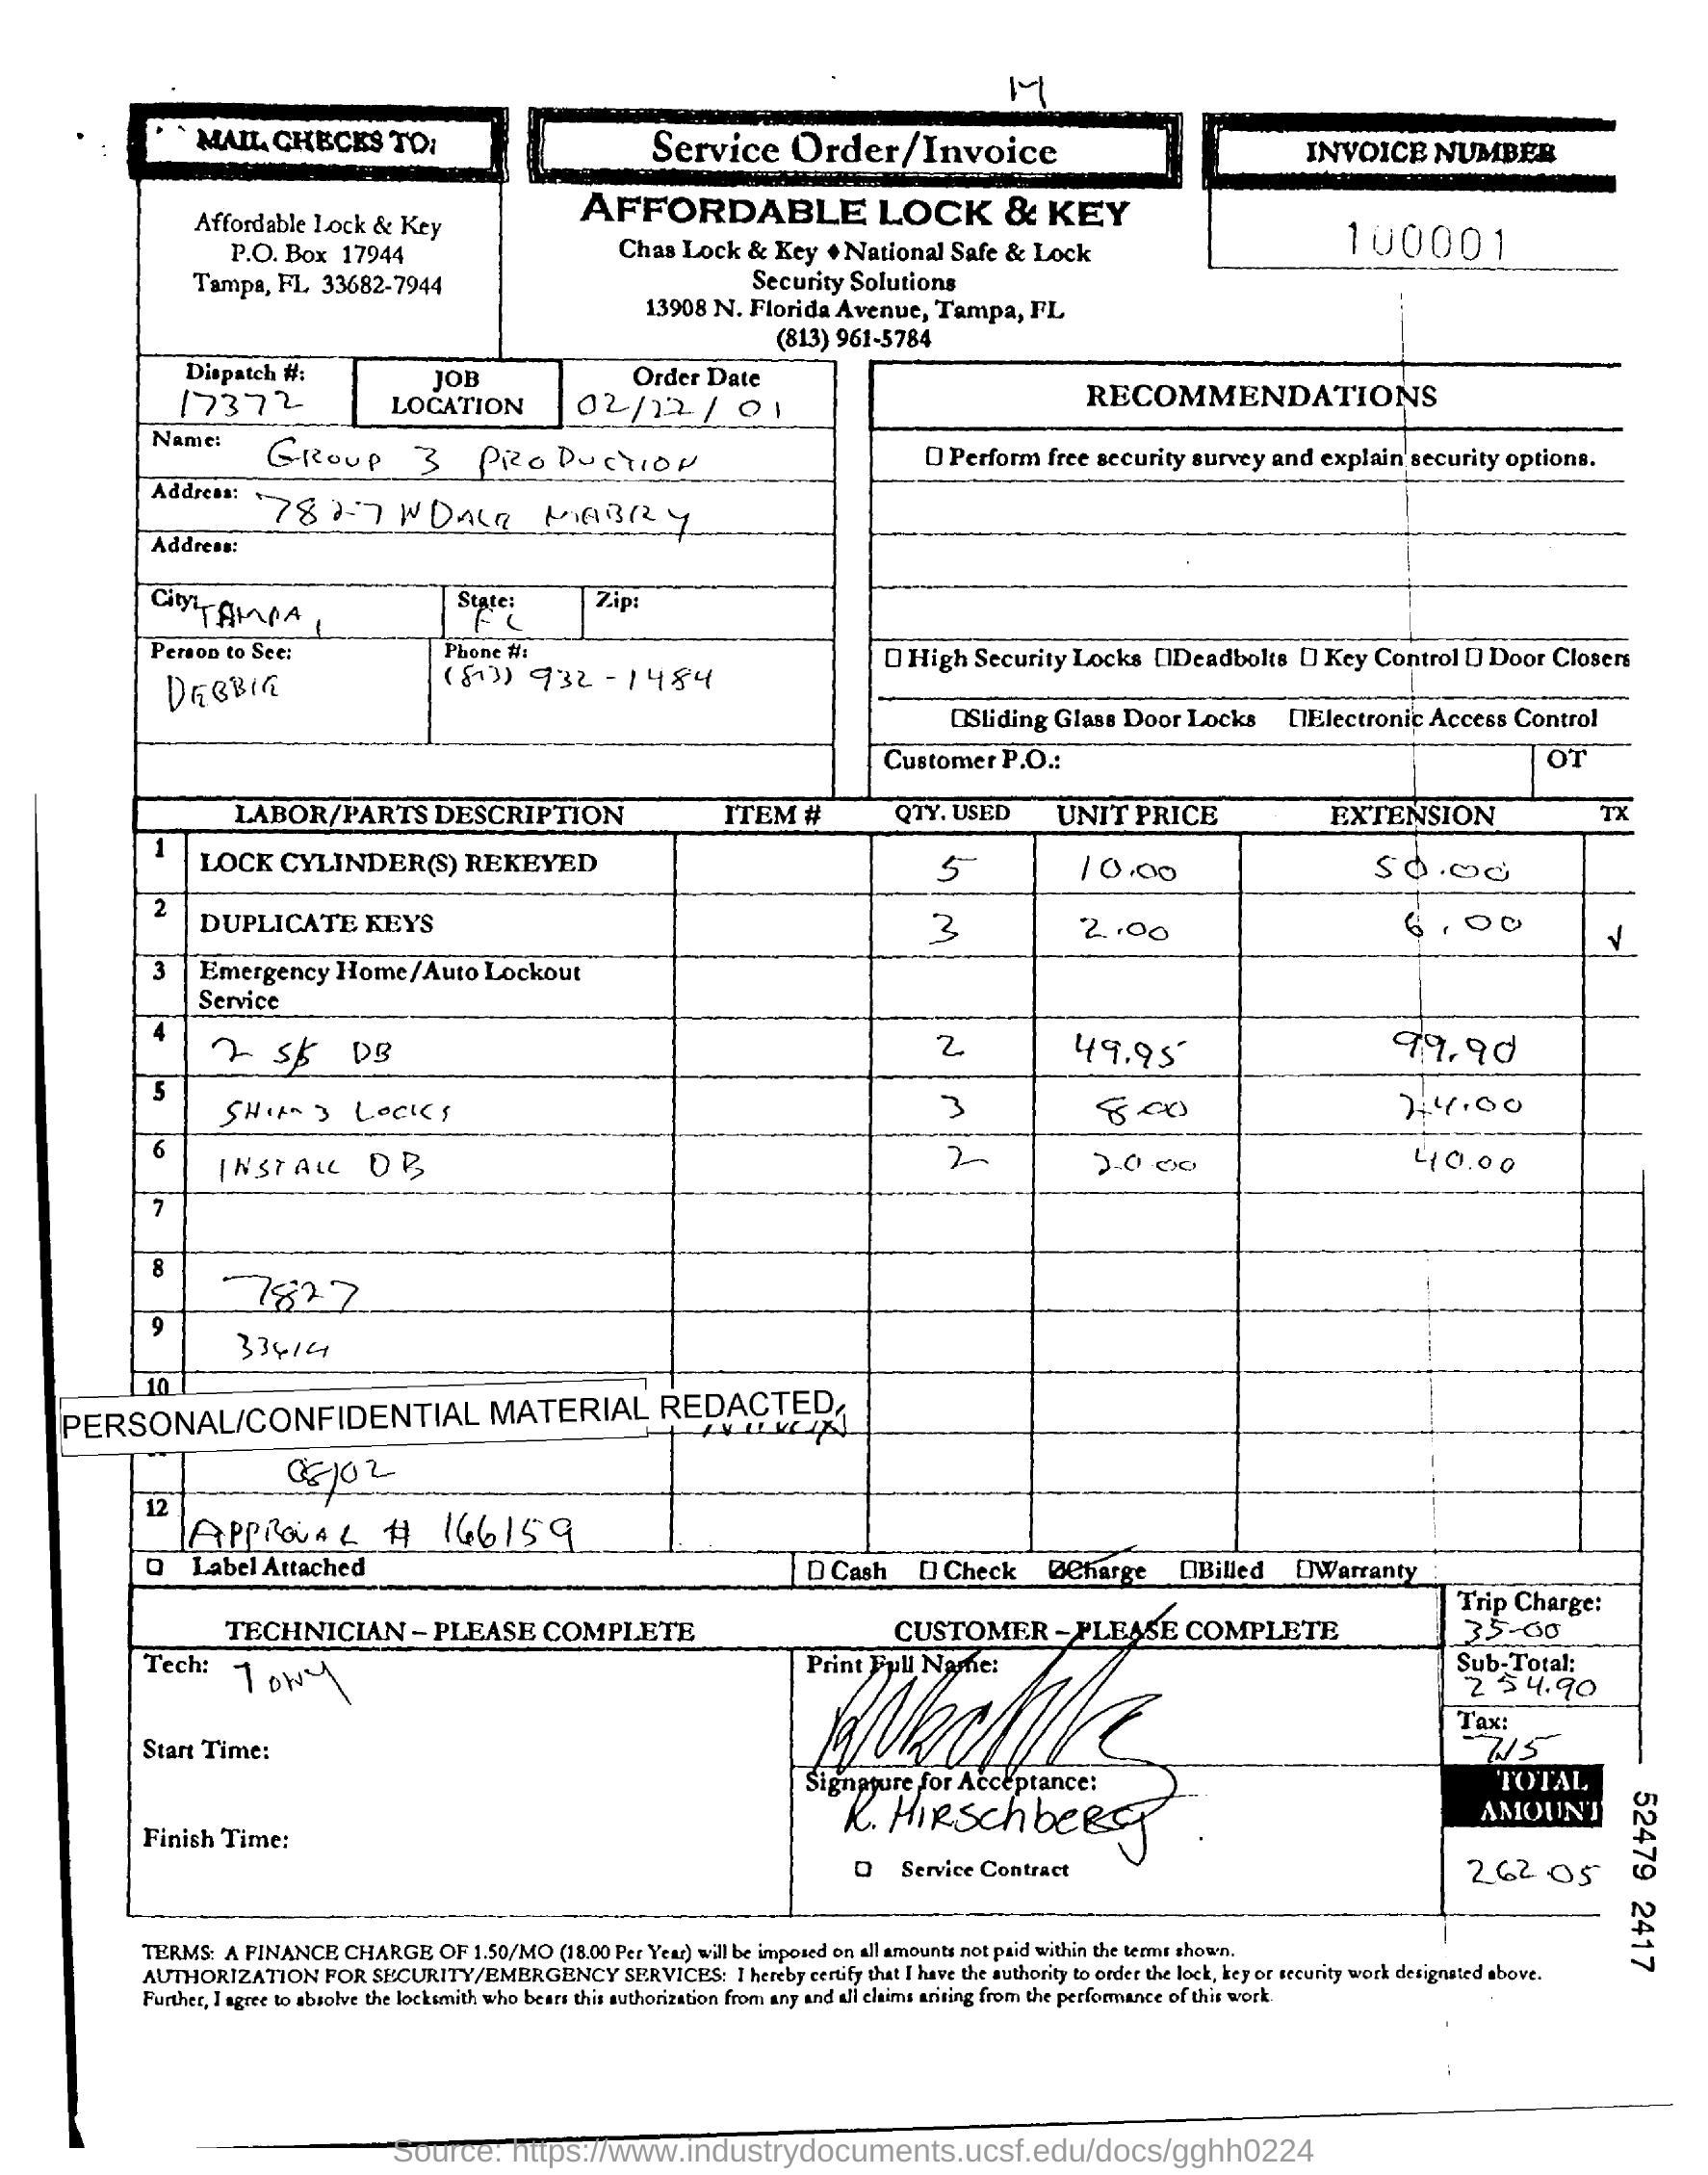 M
MAIL CHECKS TO:
Service Order/Invoice
INVOICE NUMBER
Affordable Lock & Key
P.O. Box 17944
Tampa, FL 33682-7944
AFFORDABLE LOCK & KEY
Chas Lock & Key ♦ National Safe & Lock
Security Solutions
13908 N. Florida Avenue, Tampa, FL
(813) 961-5784
100001
Dispatch #: 17372
JOB LOCATION
Order Date 02/22/01
RECOMMENDATIONS
Name: GROUP 3 PRODUCTION
☐ Perform free security survey and explain security options.
Address: 7827 N DALE MABRY
Address:
City: TAMPA, State: FL Zip:
Person to See: DEBBIE
Phone #: (813) 932-1484
☐ High Security Locks ☐ Deadbolts ☐ Key Control ☐ Door Closers
☐ Sliding Glass Door Locks ☐ Electronic Access Control
Customer P.O.: OT
LABOR/PARTS DESCRIPTION ITEM # QTY. USED UNIT PRICE EXTENSION TX
1 LOCK CYLINDER(S) REKEYED 5 10.00 50.00
2 DUPLICATE KEYS 3 2.00 6.00 ✓
3 Emergency Home/Auto Lockout
Service
4 2 S/S DB 2 49.95 99.90
5 SHIM 3 LOCKS 3 8.00 24.00
6 INSTALL DB 2 20.00 40.00
7
8 7827
9 33614
10
PERSONAL/CONFIDENTIAL MATERIAL REDACTED
08/02
12 APPROVAL # 166159
☐ Label Attached ☐ Cash ☐ Check ☑ Charge ☐ Billed ☐ Warranty
TECHNICIAN – PLEASE COMPLETE
CUSTOMER – PLEASE COMPLETE
Trip Charge:
35-00
Tech: Tony
Print Full Name:
Sub-Total:
254.90
Start Time:
Tax:
7.15
Signature for Acceptance:
R. HIRSCHBERG
TOTAL
AMOUNT
Finish Time:
☐ Service Contract
262.05
52479 2417
TERMS: A FINANCE CHARGE OF 1.50/MO (18.00 Per Year) will be imposed on all amounts not paid within the terms shown.
AUTHORIZATION FOR SECURITY/EMERGENCY SERVICES: I hereby certify that I have the authority to order the lock, key or security work designated above.
Further, I agree to absolve the locksmith who bears this authorization from any and all claims arising from the performance of this work.
Source: https://www.industrydocuments.ucsf.edu/docs/gghh0224